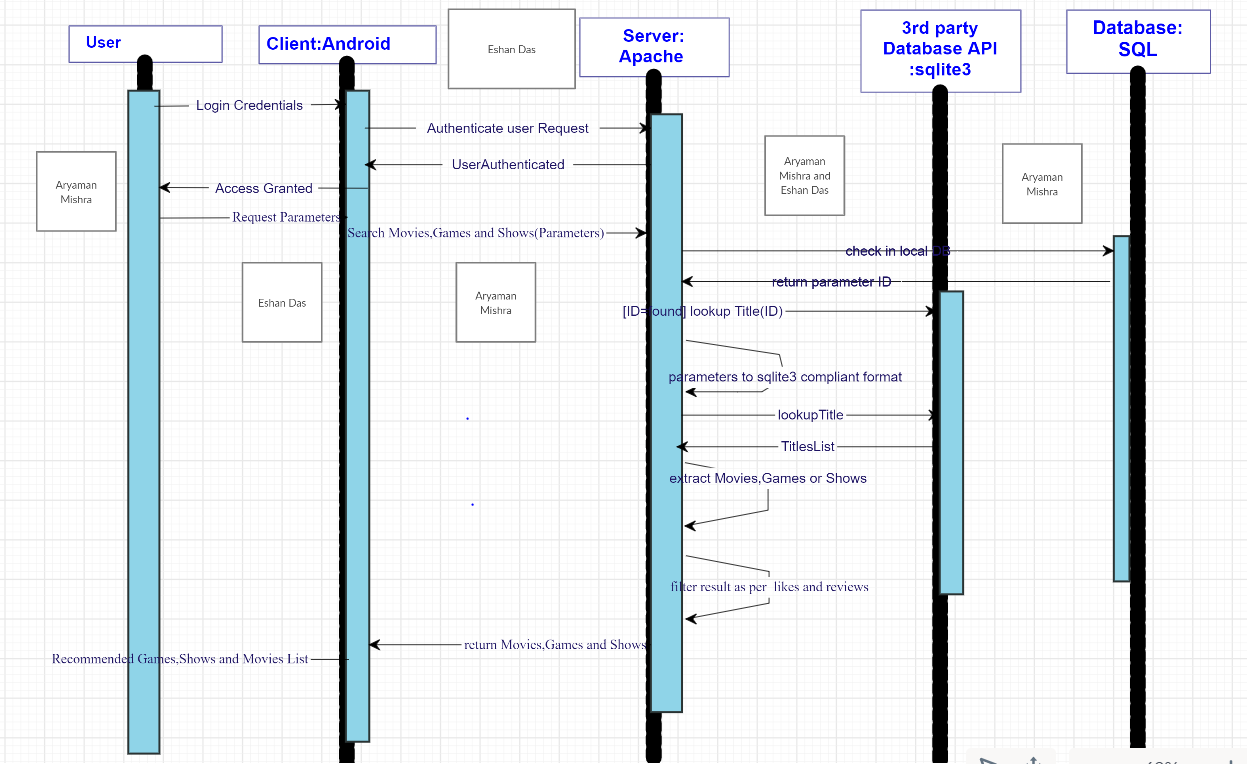 User
Client:Android
Eshan Das
Server:
Apache
3rd party
Database API
:sqlite3
Database:
SQL
Login Credentials
Authenticate user Request
UserAuthenticated
Access Granted
Aryaman
Mishra
Aryaman
Mishra and
Eshan Das
Aryaman
Mishra
Request Parameters
Search Movies,Games and Shows(Parameters)
check in local DB
return parameter ID
Eshan Das
Aryaman
Mishra
[ID=found] lookup Title(ID)
parameters to sqlite3 compliant format
lookupTitle
TitlesList
extract Movies,Games or Shows
filter result as per likes and reviews
return Movies,Games and Shows
Recommended Games,Shows and Movies List